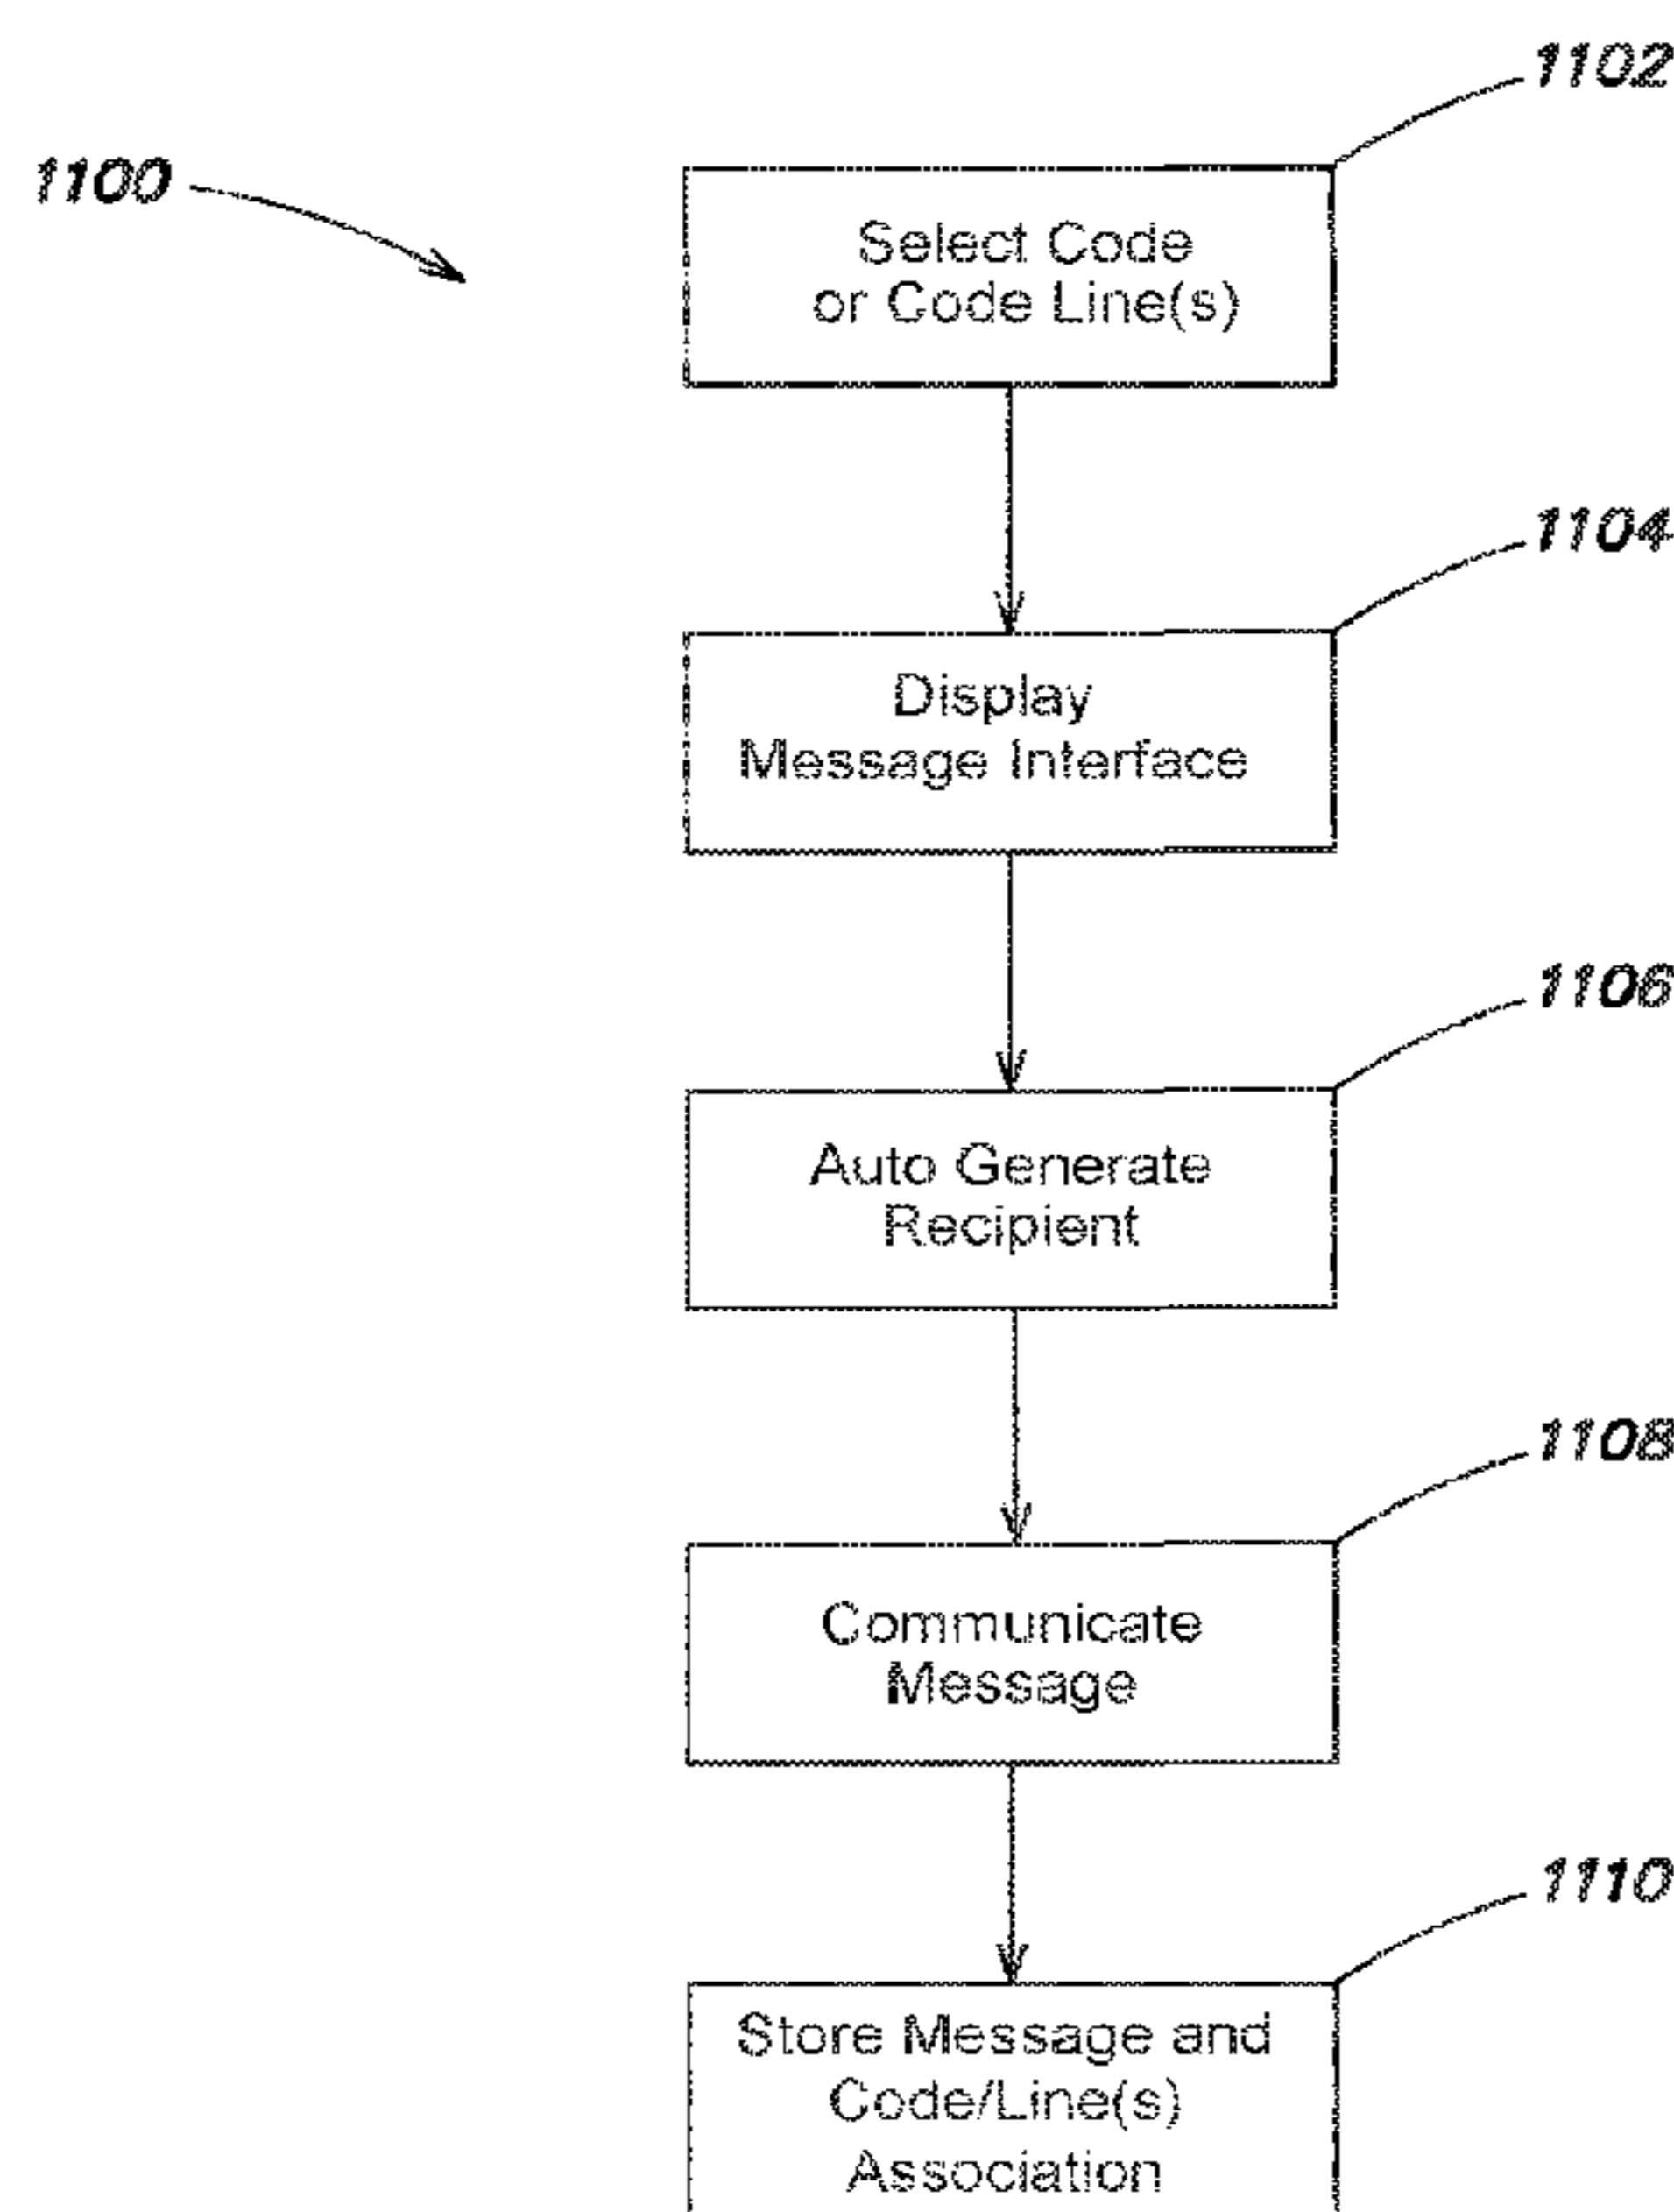 1102
1100
Select Code
or Code Line(s)
1104
Display
Message Interface
1106
Auto Generate
Recipient
1108
Communicate
Message
1110
Store Message and
Code/Line(s)
Association